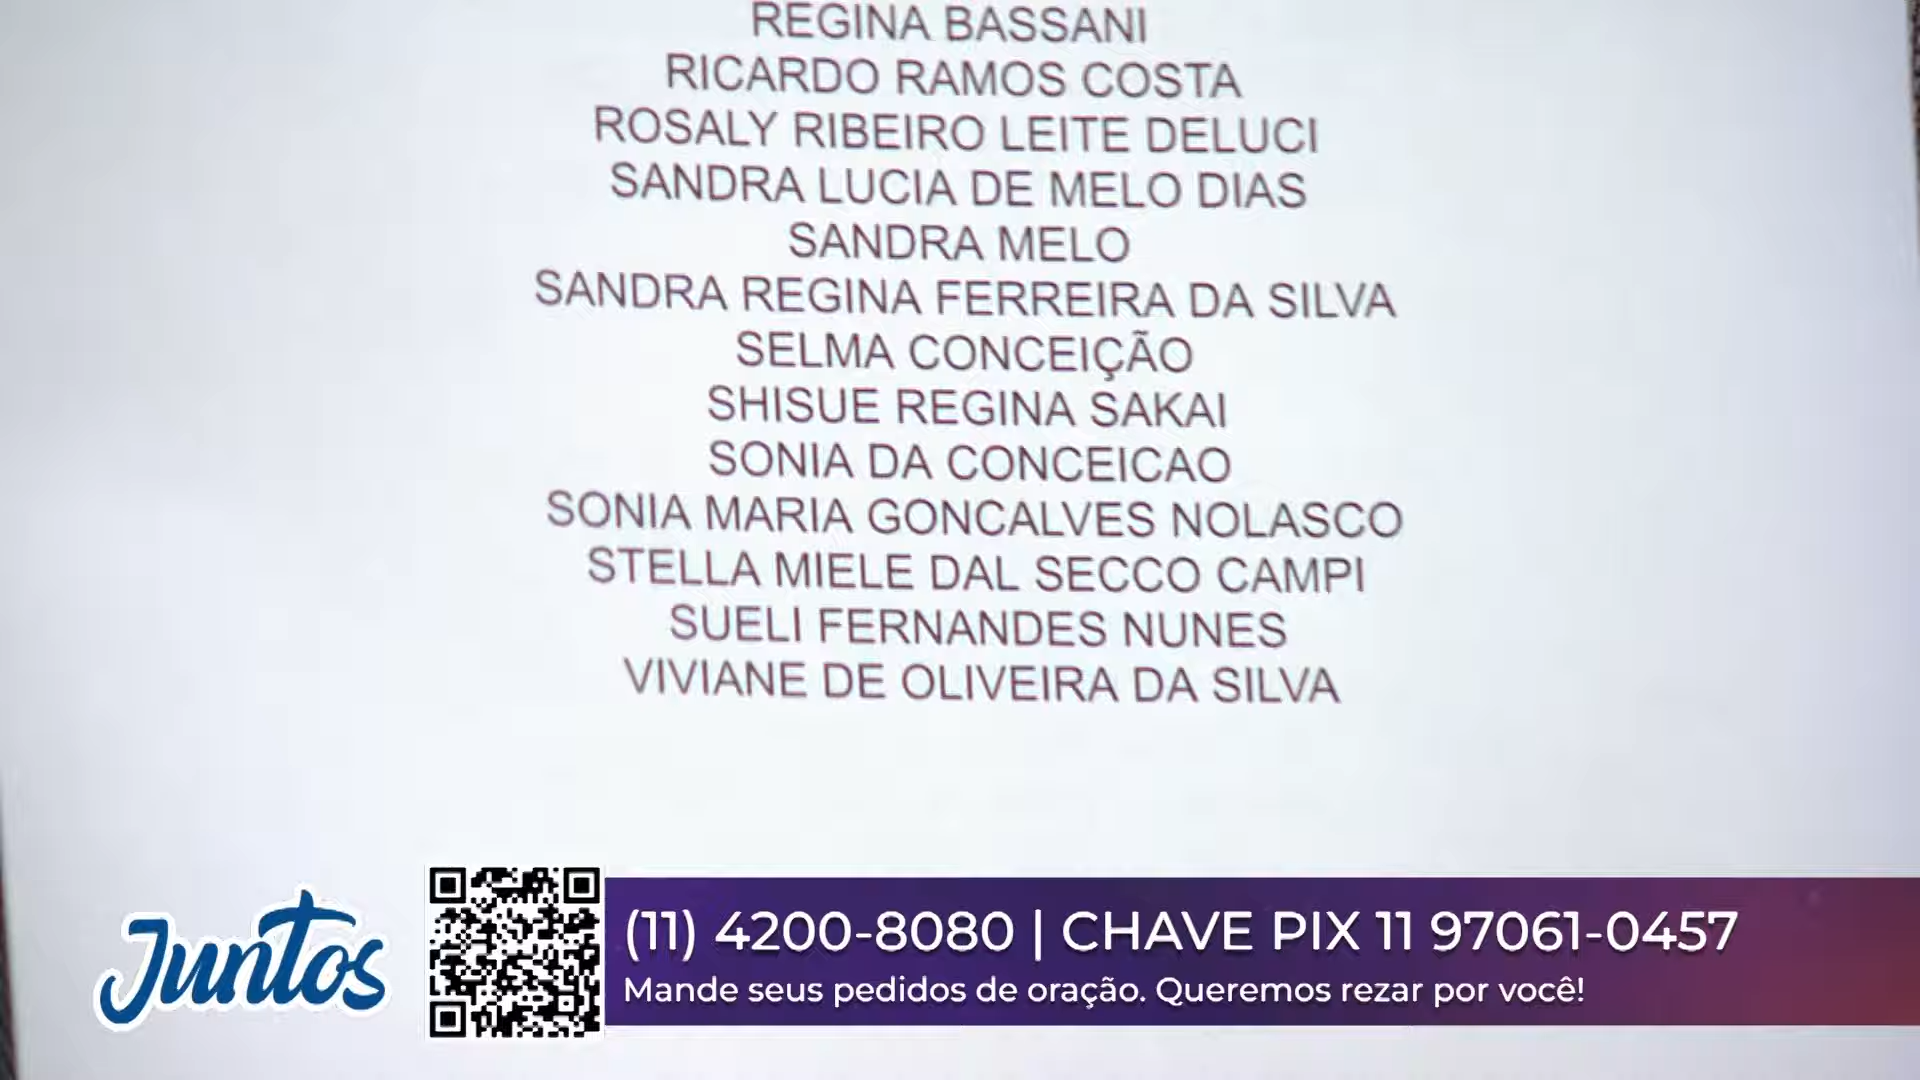 REGINA BASSANI
RICARDO RAMOS COSTA
ROSALY RIBEIRO LEITE DELUCI
SANDRA LUCIA DE MELO DIAS
SANDRA MELO
SANDRA REGINA FERREIRA DA SILVA
SELMA CONCEIÇÃO
SHISUE REGINA SAKAI
SONIA DA CONCEICAO
SONIA MARIA GONCALVES NOLASCO
STELLA MIELE DAL SECCO CAMPI
SUELI FERNANDES NUNES
VIVIANE DE OLIVEIRA DA SILVA
Juntos
(11) 4200-8080 | CHAVE PIX 11 97061-0457
Mande seus pedidos de oração. Queremos rezar por você!